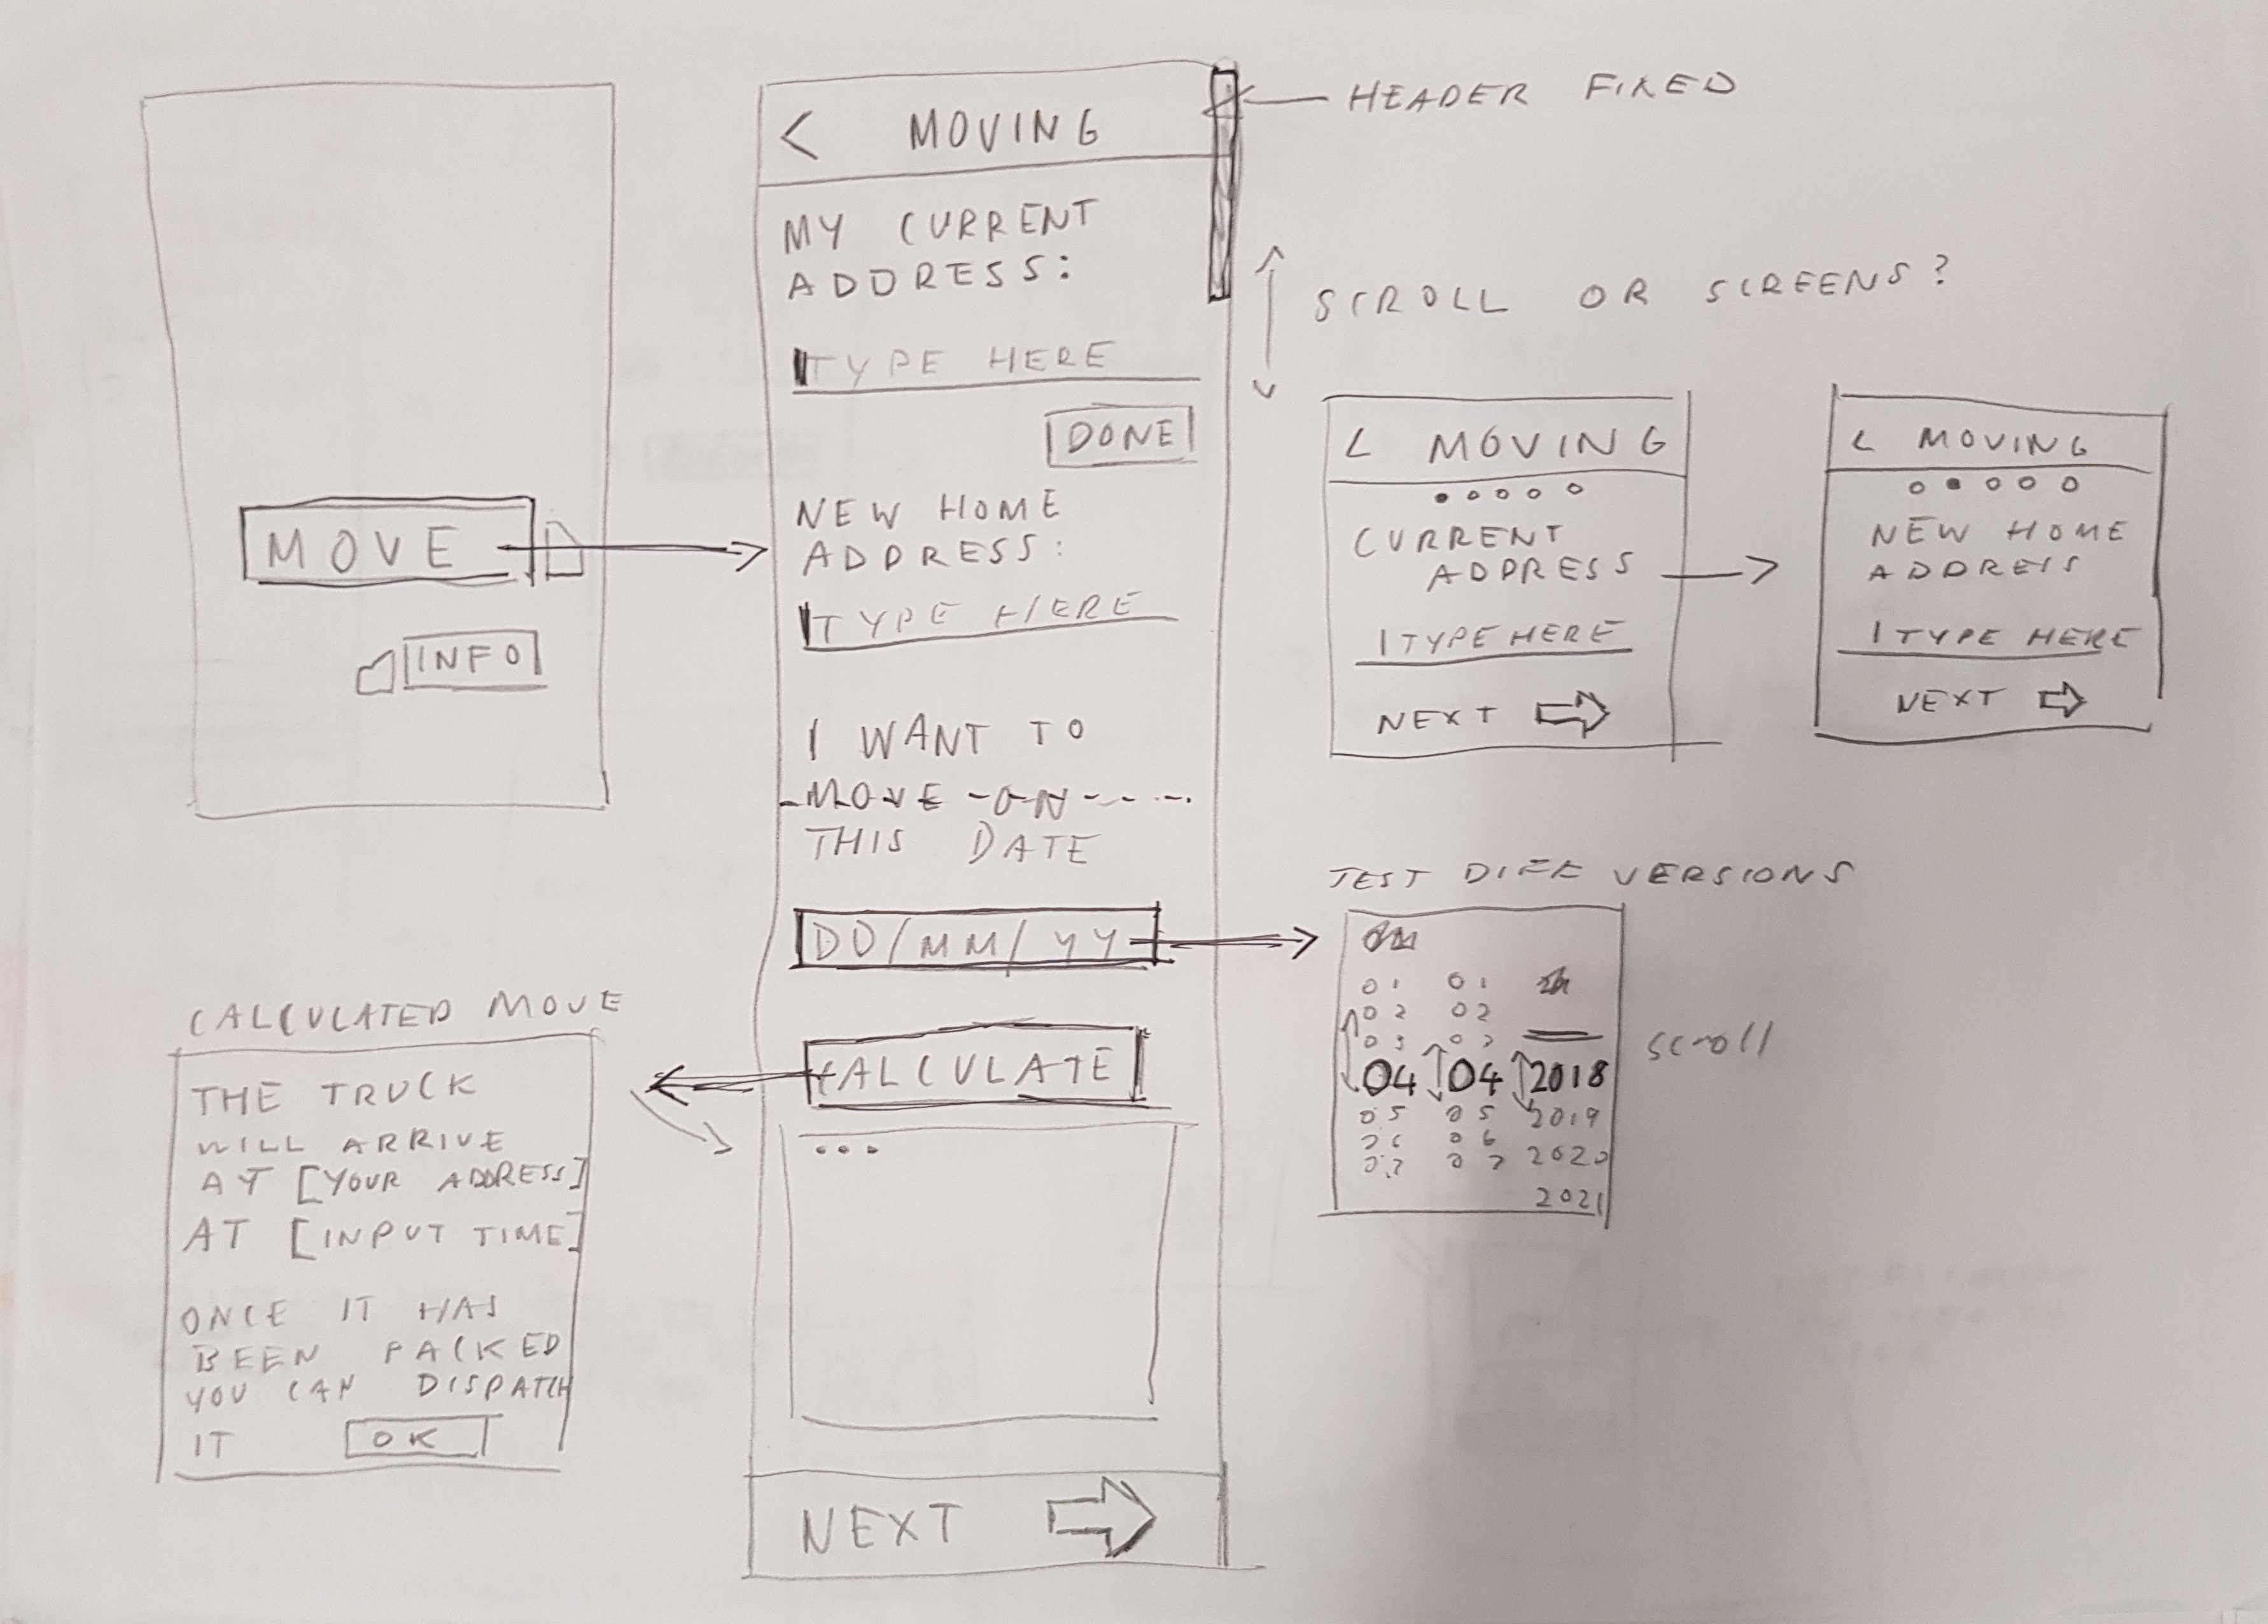 MOVE
INFO
< MOVING
MY CURRENT
ADDRESS:
TYPE HERE
DONE
NEW HOME
ADDRESS:
TYPE HERE
I WANT TO
MOVE ON
THIS DATE
DD/MM/YY
CALCULATE
...
NEXT
HEADER FIXED
SCROLL OR SCREENS?
< MOVING
CURRENT
ADDRESS
TYPE HERE
NEXT
< MOVING
NEW HOME
ADDRESS
TYPE HERE
NEXT
TEST DIFF VERSIONS
01 01
02 02
03 03
04 04 2018
05 05 2019
06 06 2020
07 07
2021
scroll
CALCULATED MOVE
THE TRUCK
WILL ARRIVE
AT [YOUR ADDRESS]
AT [INPUT TIME]
ONCE IT HAS
BEEN PACKED
YOU CAN DISPATCH
IT OK